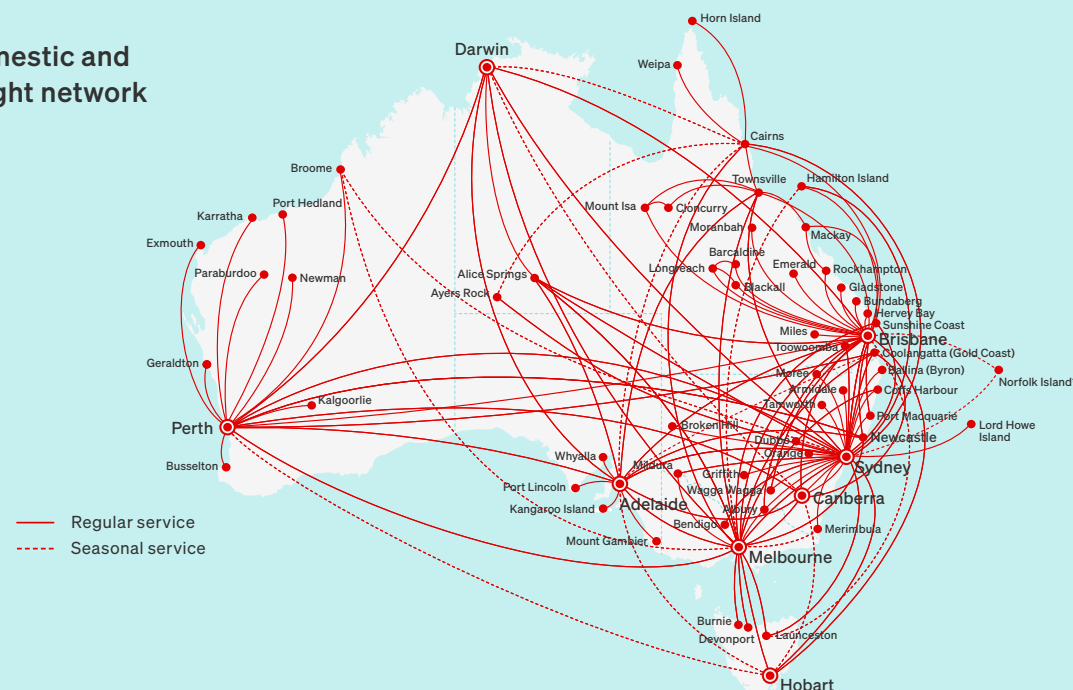 mestic and
ght network
Horn Island
Darwin
Weipa
Cairns
Broome
Townsville
Hamilton Island
Port Hedland
Mount Isa
Cloncurry
Karratha
Moranbah
Mackay
Exmouth
Barcaldine
Paraburdoo
Newman
Alice Springs
Longreach
Emerald
Rockhampton
Ayers Rock
Blackall
Gladstone
Bundaberg
Hervey Bay
Sunshine Coast
Miles
Brisbane
Toowoomba
Coolangatta (Gold Coast)
Geraldton
Moree
Ballina (Byron)
Norfolk Island
Armidale
Coffs Harbour
Kalgoorlie
Tamworth
Port Macquarie
Perth
Broken Hill
Lord Howe
Island
Dubbo
Newcastle
Orange
Whyalla
Mildura
Sydney
Busselton
Griffith
Port Lincoln
Wagga Wagga
Canberra
Kangaroo Island
Adelaide
Albury
Regular service
Bendigo
Merimbula
Mount Gambier
Seasonal service
Melbourne
Burnie
Devonport
Launceston
Hobart